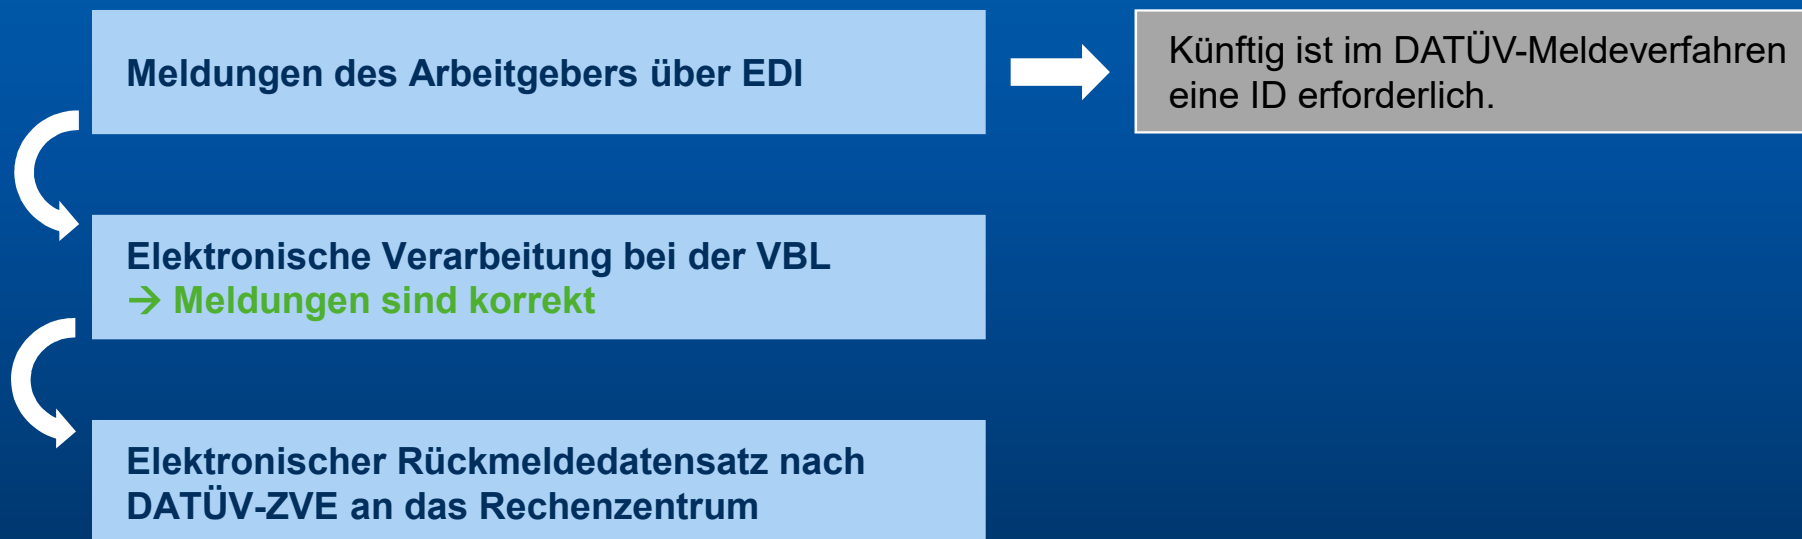 Meldungen des Arbeitgebers über EDI
Künftig ist im DATÜV-Meldeverfahren
eine ID erforderlich.
Elektronische Verarbeitung bei der VBL
→ Meldungen sind korrekt
Elektronischer Rückmeldedatensatz nach
DATÜV-ZVE an das Rechenzentrum